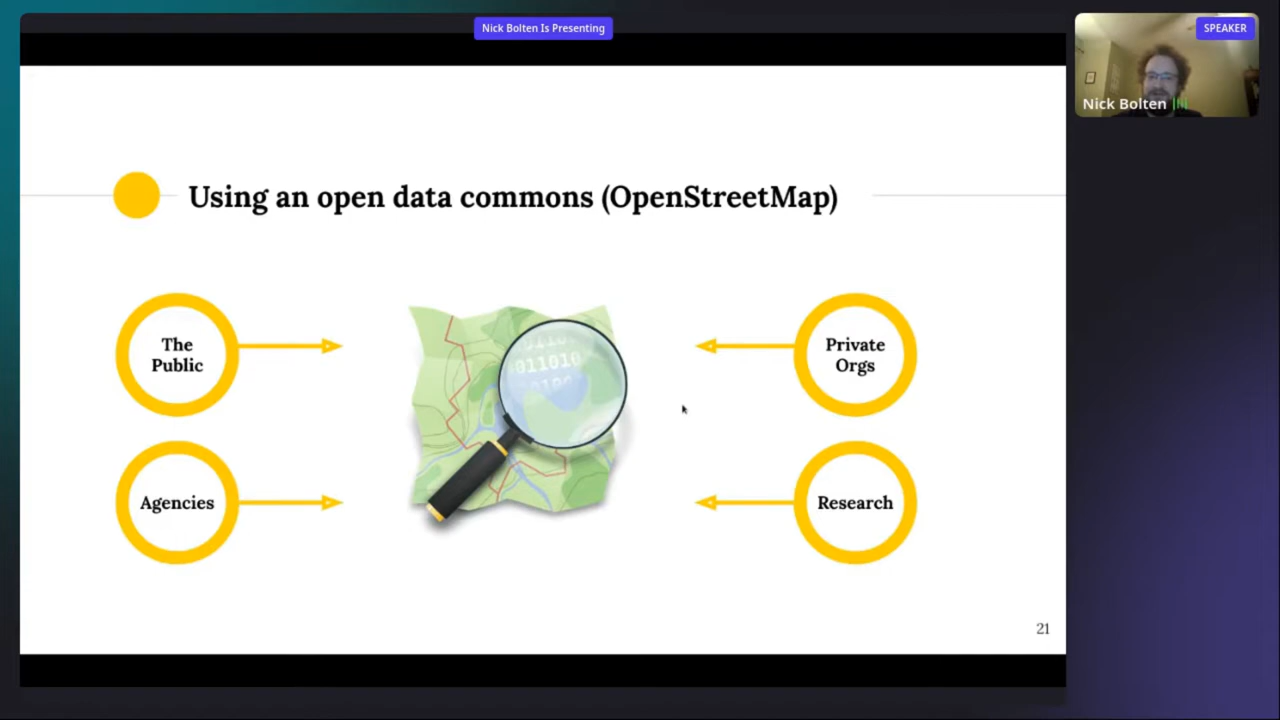 Nick Bolten Is Presenting
SPEAKER
Nick Bolten
Using an open data commons (OpenStreetMap)
The
Public
Private
Orgs
011010
Agencies
Research
21